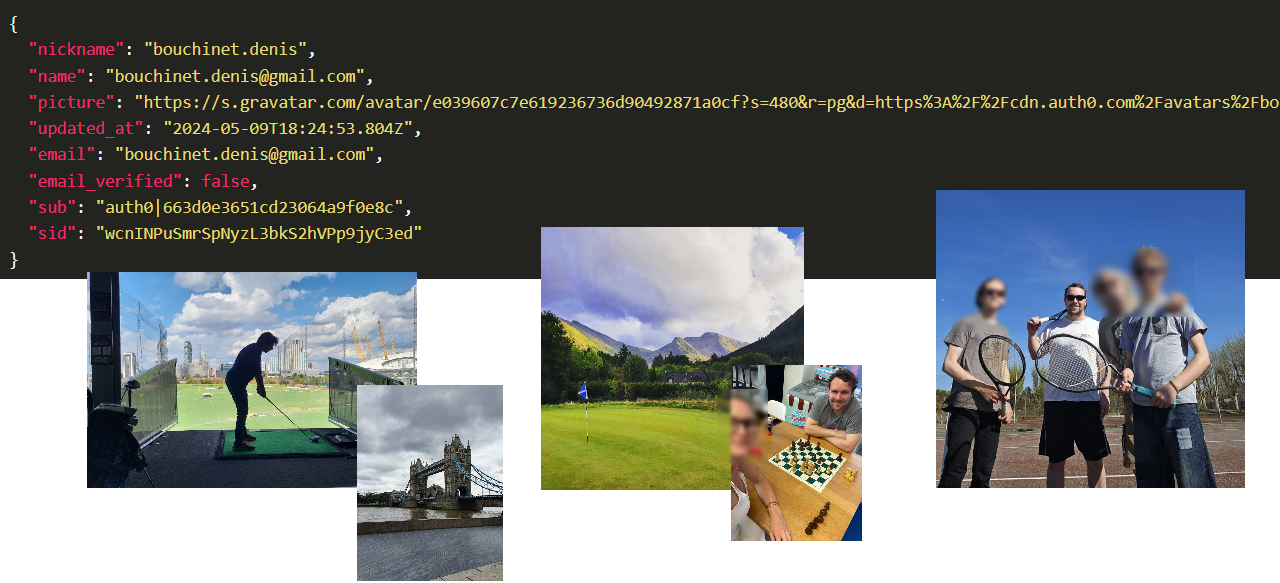 {
"nickname": "bouchinet.denis",
"name": "bouchinet.denis@gmail.com",
"picture": "https://s.gravatar.com/avatar/e039607c7e619236736d90492871a0cf?s=480&r=pg&d=https%3A%2F%2Fcdn.auth0.com%2Favatars%2Fbo
"updated_at": "2024-05-09T18:24:53.804Z",
"email": "bouchinet.denis@gmail.com",
"email_verified": false,
"sub": "auth0|663d0e3651cd23064a9f0e8c",
"sid": "wcnINPuSmrSpNyzL3bkS2hVPp9jyC3ed"
}